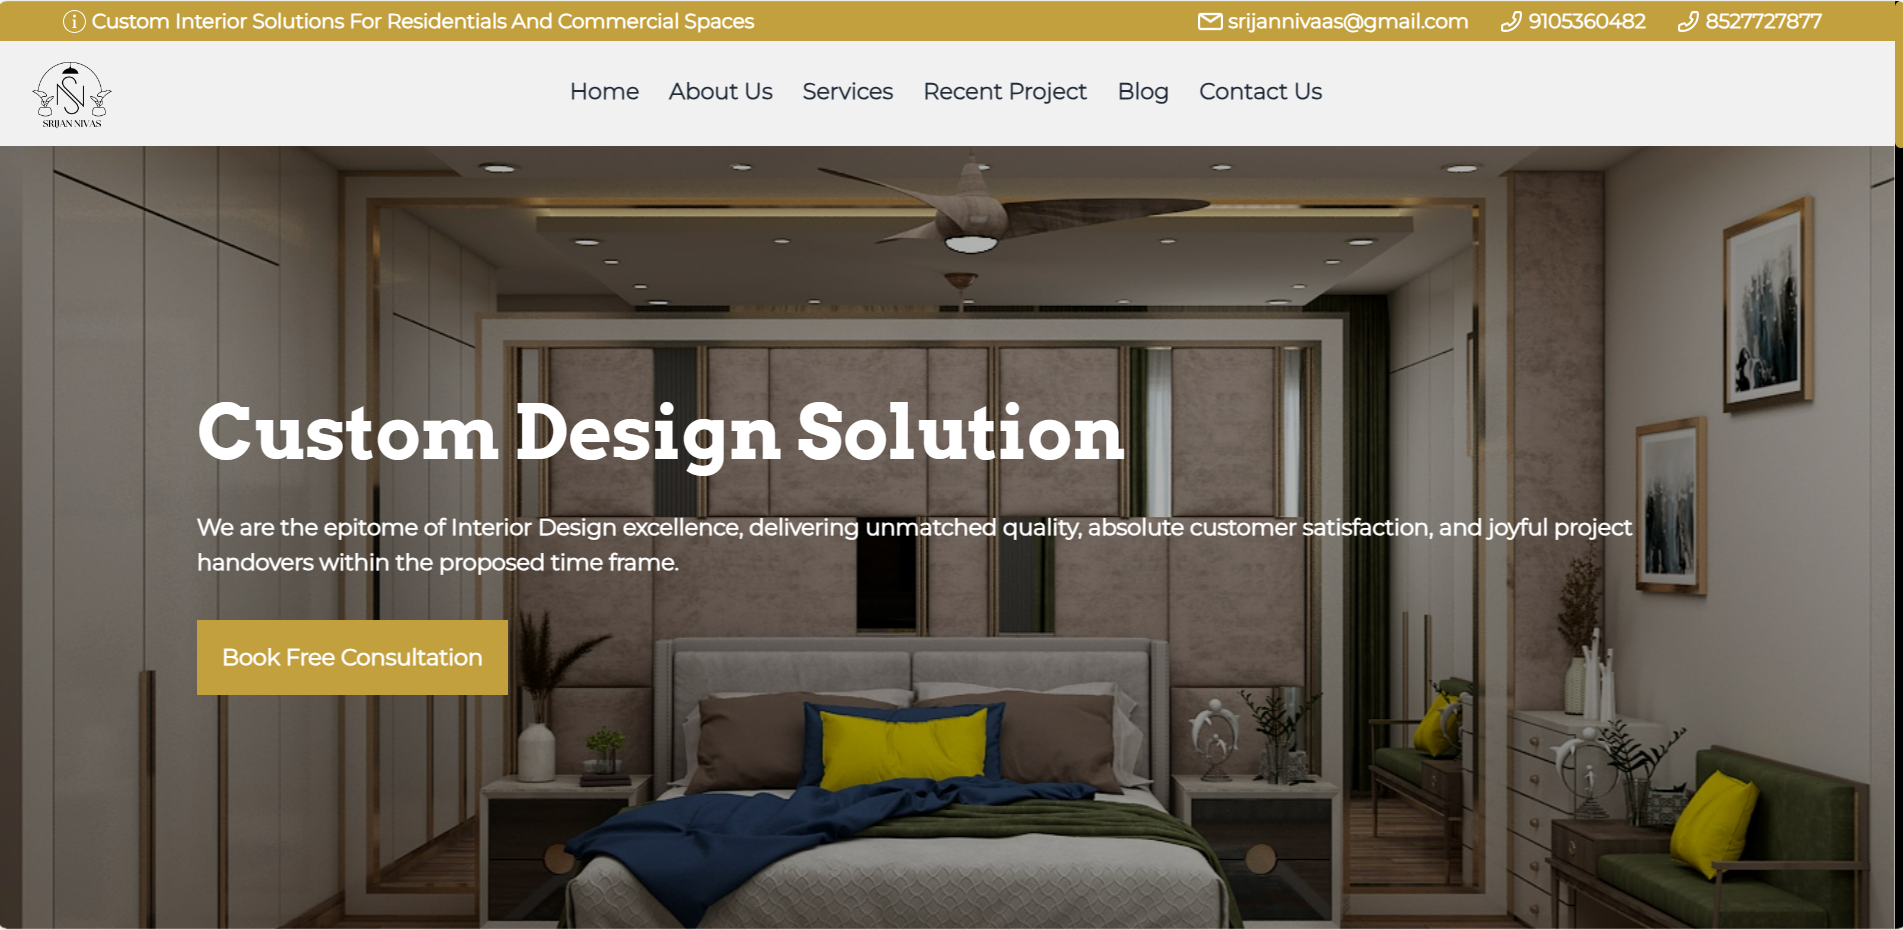 Custom Interior Solutions For Residentials And Commercial Spaces
srijannivaas@gmail.com
9105360482
8527727877
SN
SRIJAN NIVAS
Home
About Us
Services
Recent Project
Blog
Contact Us
Custom Design Solution
We are the epitome of Interior Design excellence, delivering unmatched quality, absolute customer satisfaction, and joyful project
handovers within the proposed time frame.
Book Free Consultation